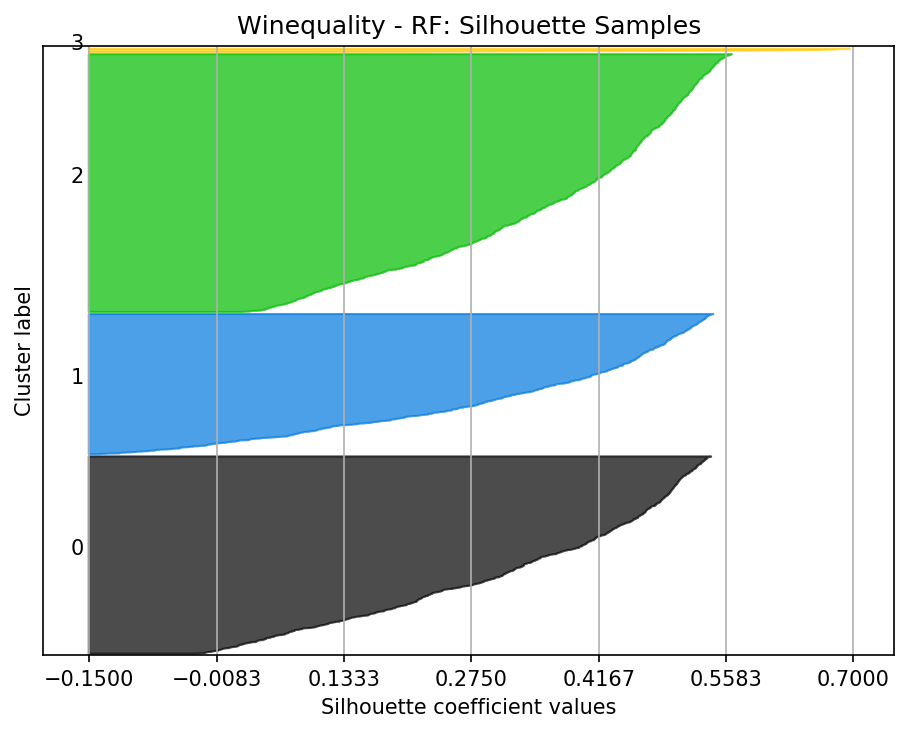 Winequality - RF: Silhouette Samples
3
2
1
0
Cluster label
−0.1500 −0.0083 0.1333 0.2750 0.4167 0.5583 0.7000
Silhouette coefficient values